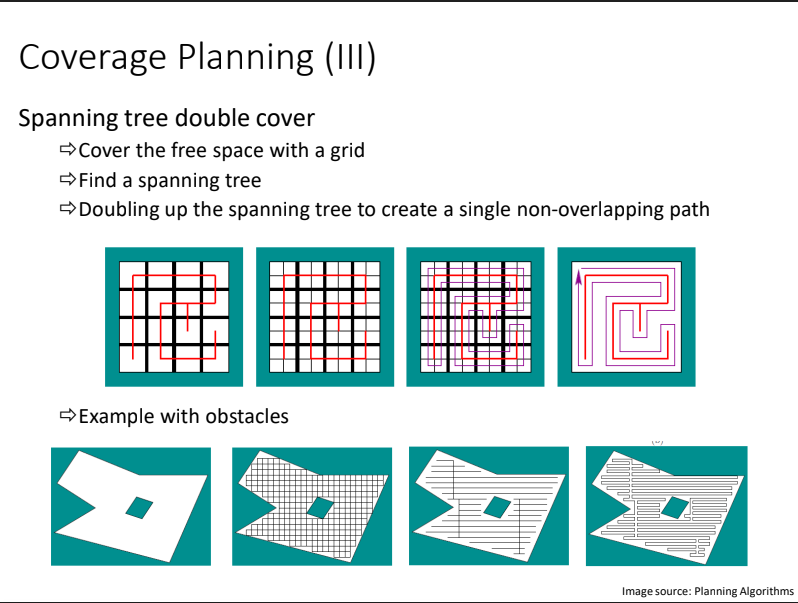 Coverage Planning (III)
Spanning tree double cover
⇨Cover the free space with a grid
⇨Find a spanning tree
⇨Doubling up the spanning tree to create a single non-overlapping path
⇨Example with obstacles
Image source: Planning Algorithms